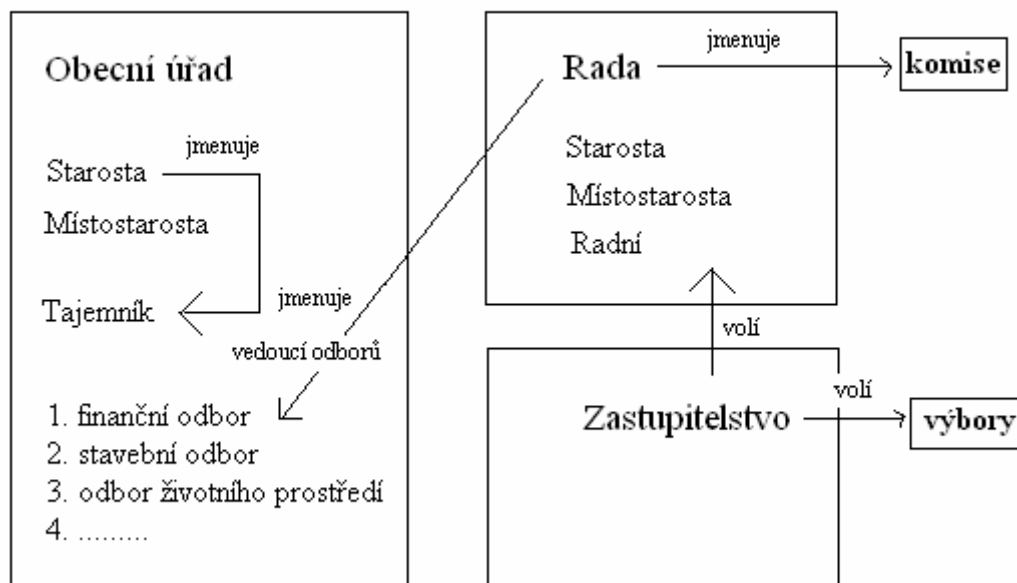 Obecní úřad
jmenuje
Starosta
Místostarosta
Tajemník
jmenuje
vedoucí odborů
1. finanční odbor
2. stavební odbor
3. odbor životního prostředí
4. .........
Rada
jmenuje
komise
Starosta
Místostarosta
Radní
volí
Zastupitelstvo
volí
výbory